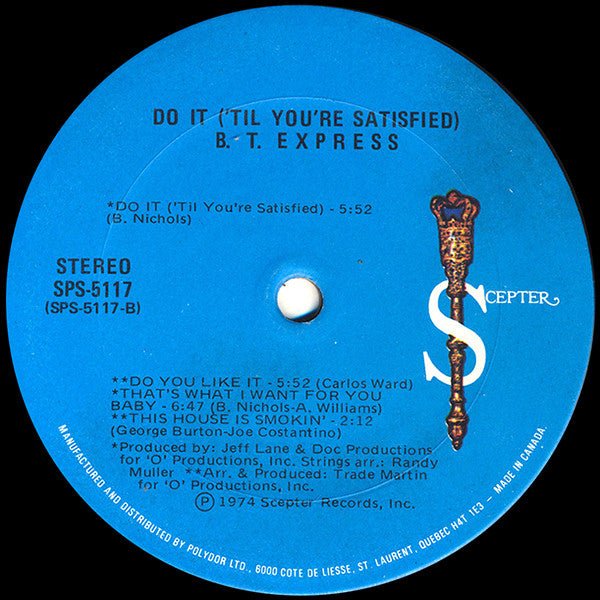 DO IT ('TIL YOU'RE SATISFIED)
B. T. EXPRESS
*DO IT ('Til You're Satisfied) - 5:52
(B. Nichols)
STEREO
SPS-5117
(SPS-5117-B)
SCEPTER
**DO YOU LIKE IT - 5:52 (Carlos Ward)
*THAT'S WHAT I WANT FOR YOU
BABY - 6:47 (B. Nichols-A. Williams)
**THIS HOUSE IS SMOKIN' - 2:12
(George Burton-Joe Costantino)
*Produced by: Jeff Lane & Doc Productions
for 'O' Productions, Inc. Strings arr.: Randy
Muller **Arr. & Produced: Trade Martin
for 'O' Productions, Inc.
Ⓟ 1974 Scepter Records, Inc.
MANUFACTURED AND DISTRIBUTED BY POLYDOR LTD., 6000 COTE DE LIESSE, ST. LAURENT, QUEBEC H4T 1E3 – MADE IN CANADA.